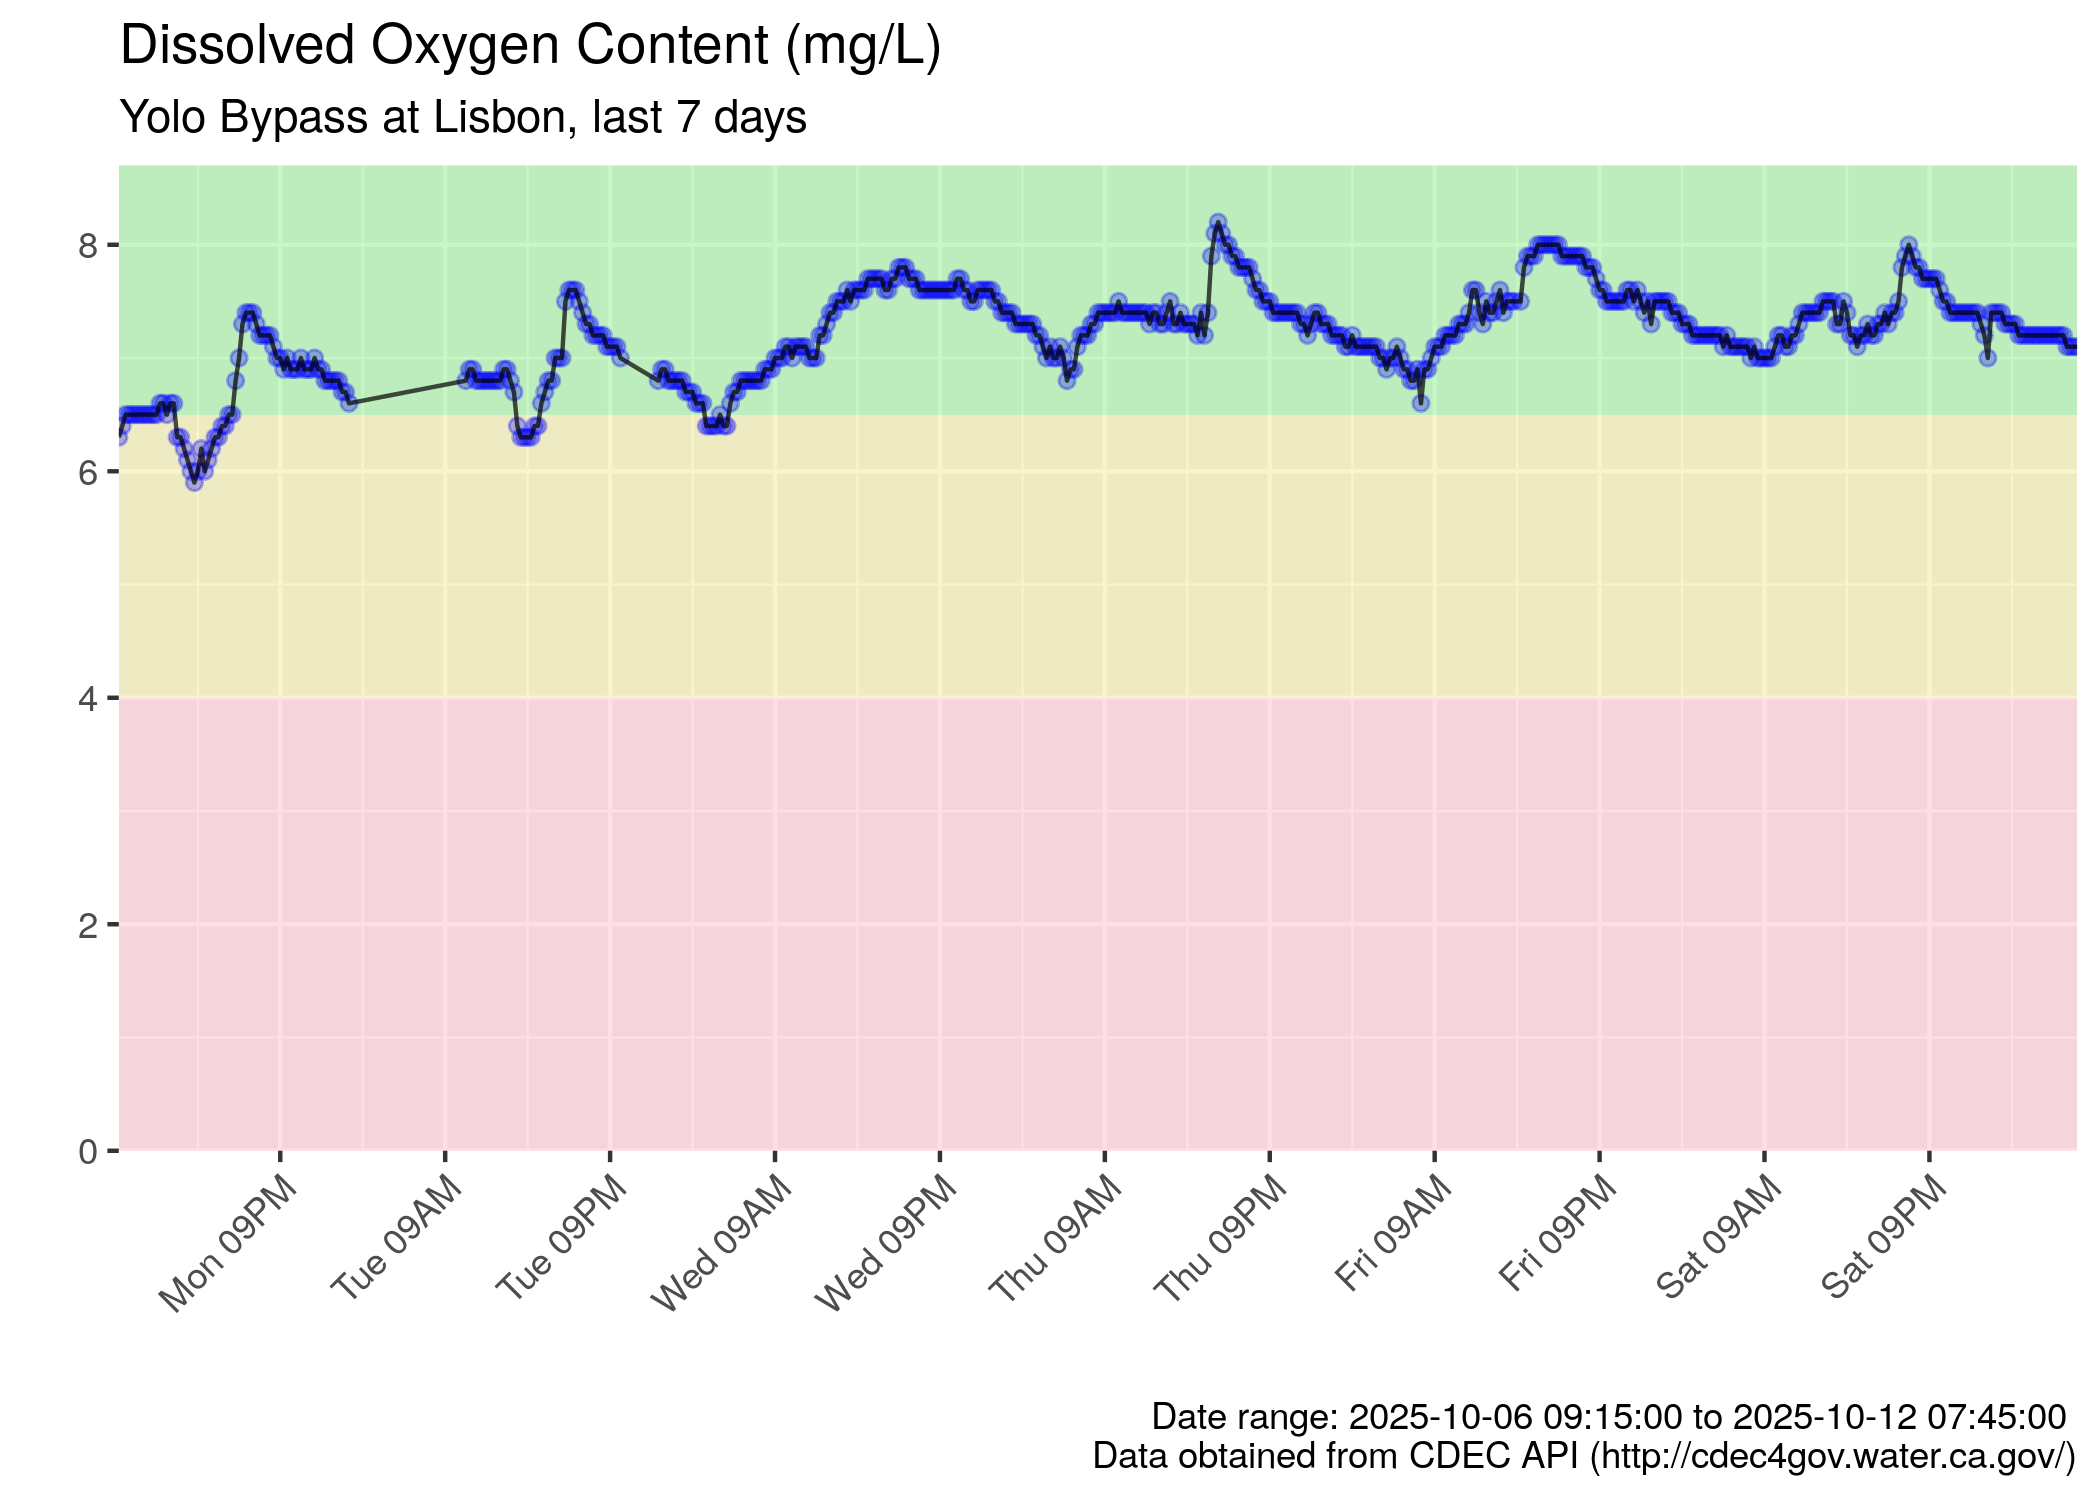 Dissolved Oxygen Content (mg/L)
Yolo Bypass at Lisbon, last 7 days
8
6
4
2
0
Mon 09PM
Tue 09AM
Tue 09PM
Wed 09AM
Wed 09PM
Thu 09AM
Thu 09PM
Fri 09AM
Fri 09PM
Sat 09AM
Sat 09PM
Date range: 2025-10-06 09:15:00 to 2025-10-12 07:45:00
Data obtained from CDEC API (http://cdec4gov.water.ca.gov/)